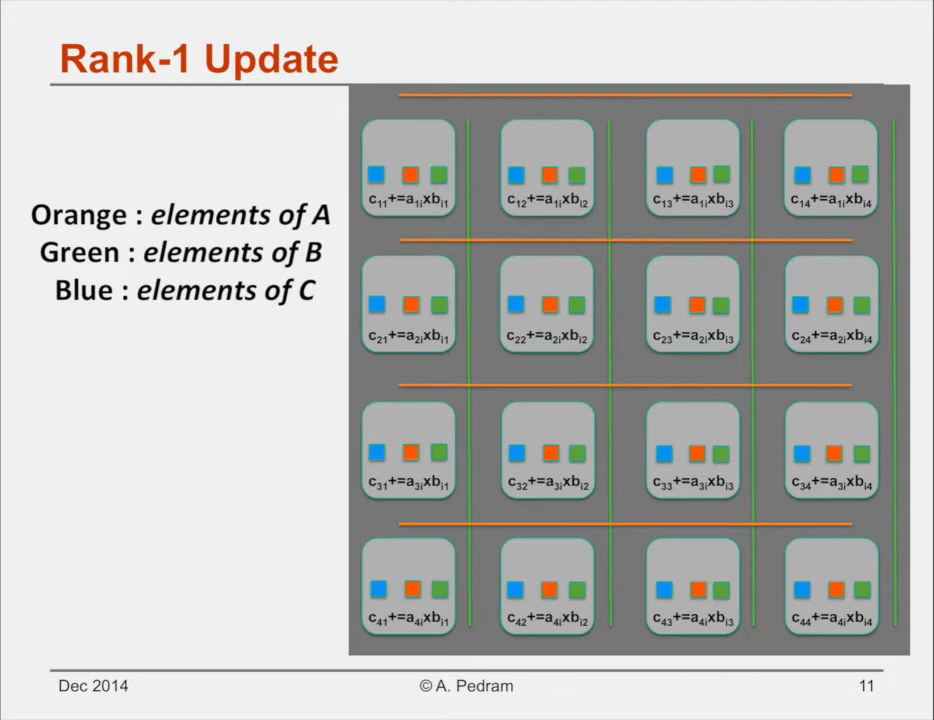 Rank-1 Update
Orange : elements of A
Green : elements of B
Blue : elements of C
c11+=a1ixbi1 c12+=a1ixbi2 c13+=a1ixbi3 c14+=a1ixbi4
c21+=a2ixbi1 c22+=a2ixbi2 c23+=a2ixbi3 c24+=a2ixbi4
c31+=a3ixbi1 c32+=a3ixbi2 c33+=a3ixbi3 c34+=a3ixbi4
c41+=a4ixbi1 c42+=a4ixbi2 c43+=a4ixbi3 c44+=a4ixbi4
Dec 2014 © A. Pedram 11